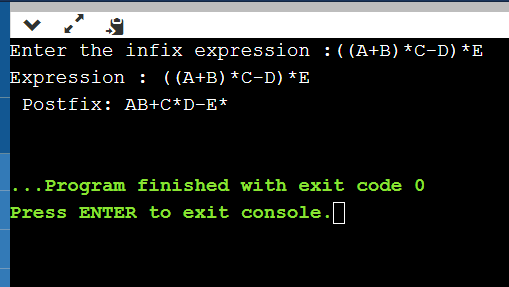 Enter the infix expression :((A+B)*C-D)*E
Expression : ((A+B)*C-D)*E
 Postfix: AB+C*D-E*
...Program finished with exit code 0
Press ENTER to exit console.